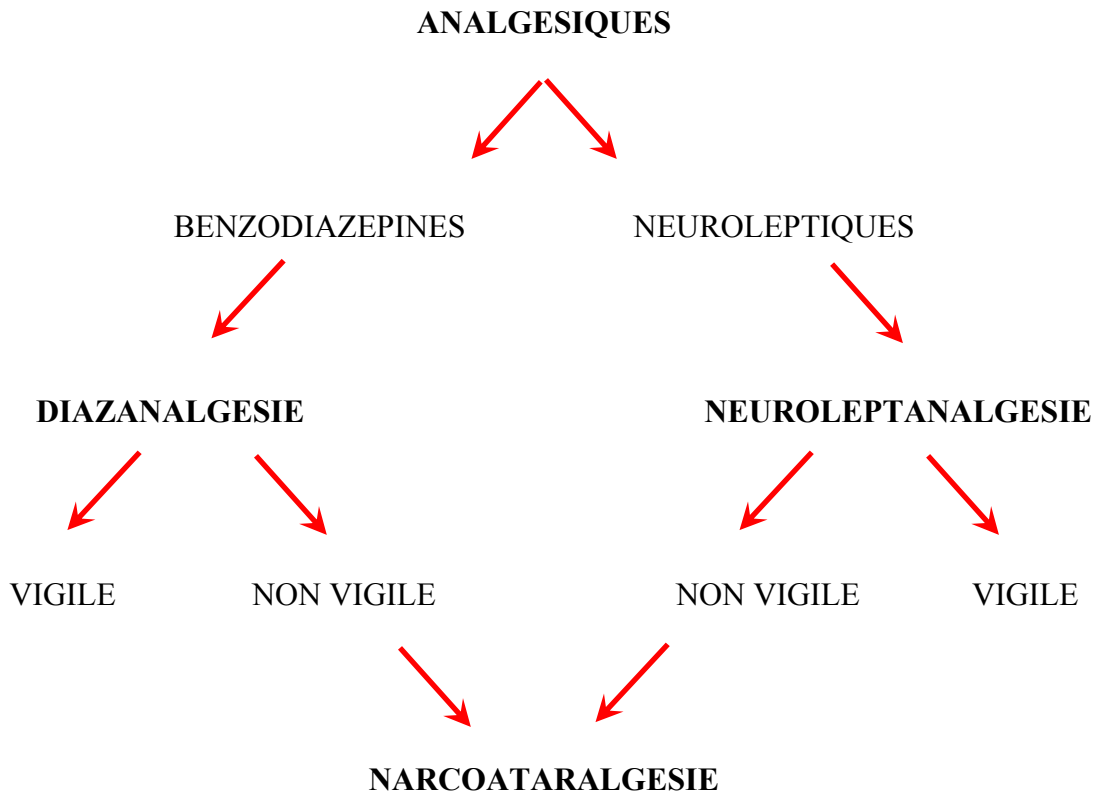 ANALGESIQUES
BENZODIAZEPINES NEUROLEPTIQUES
DIAZANALGESIE NEUROLEPTANALGESIE
VIGILE NON VIGILE NON VIGILE VIGILE
NARCOATARALGESIE